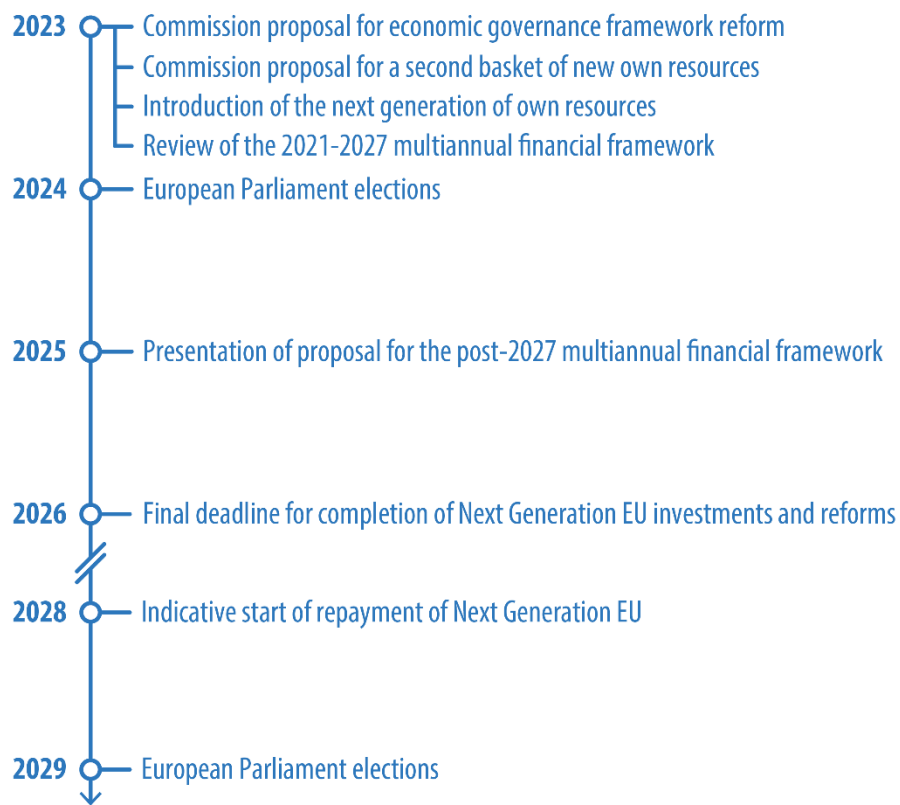 2023 Commission proposal for economic governance framework reform
Commission proposal for a second basket of new own resources
Introduction of the next generation of own resources
Review of the 2021-2027 multiannual financial framework
2024 European Parliament elections
2025 Presentation of proposal for the post-2027 multiannual financial framework
2026 Final deadline for completion of Next Generation EU investments and reforms
2028 Indicative start of repayment of Next Generation EU
2029 European Parliament elections